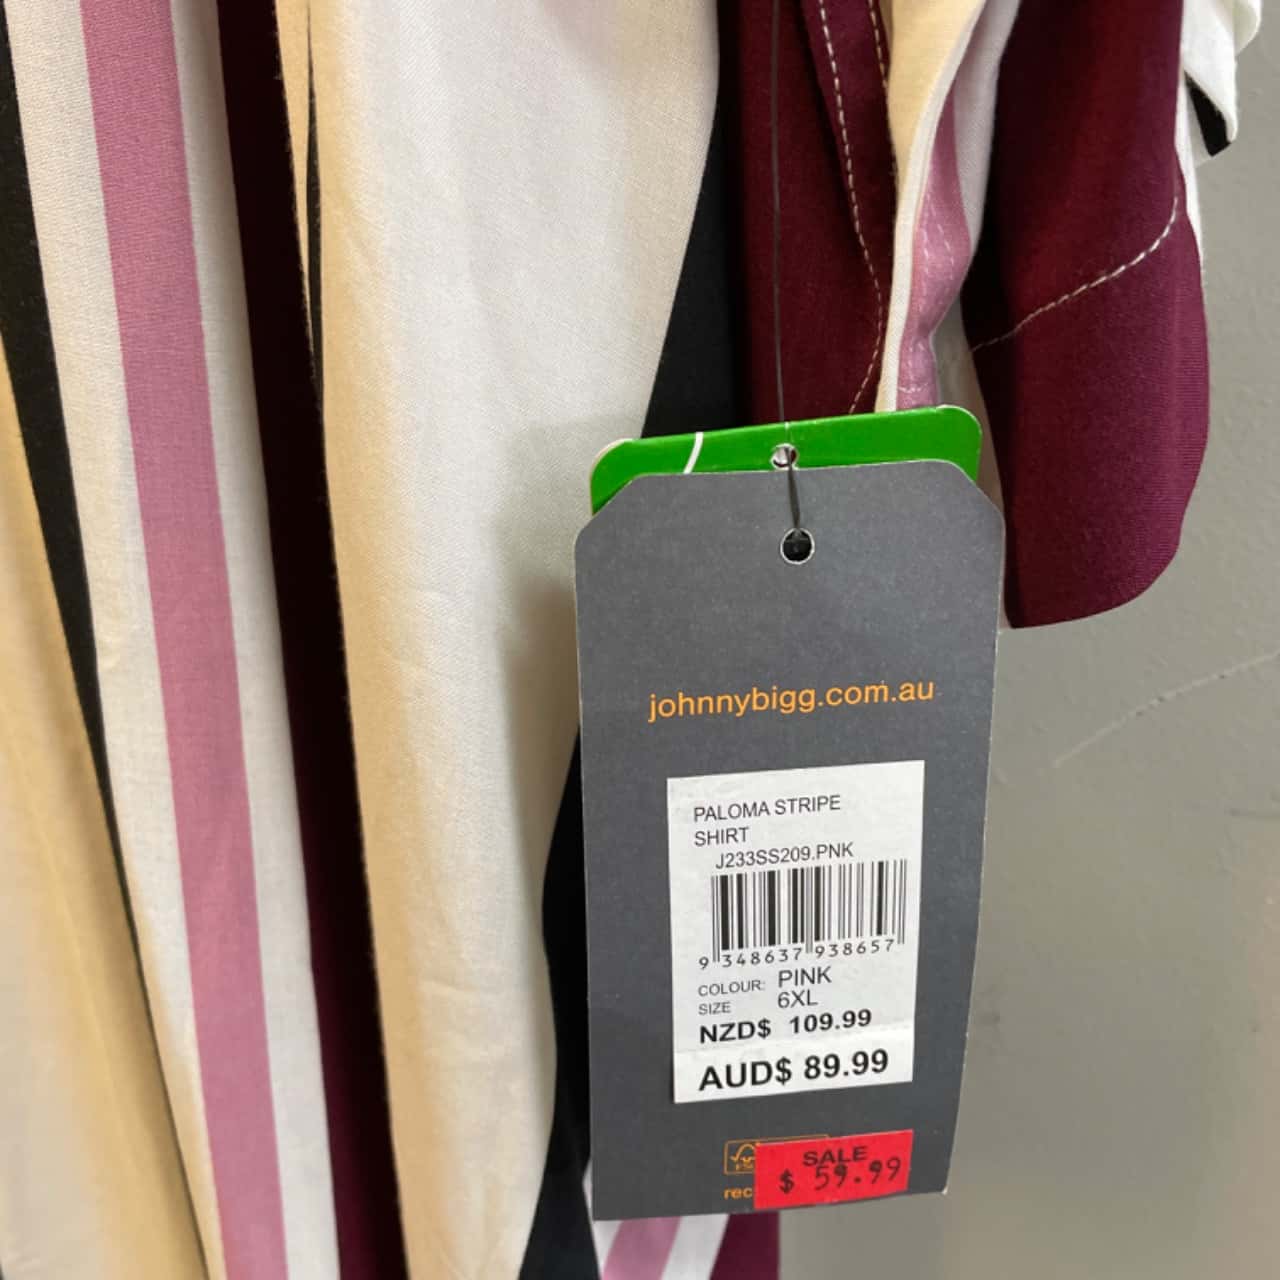 johnnybigg.com.au
PALOMA STRIPE
SHIRT
J233SS209.PNK
9 348637 938657
COLOUR: PINK
SIZE 6XL
NZD$ 109.99
AUD$ 89.99
SALE
$ 59.99